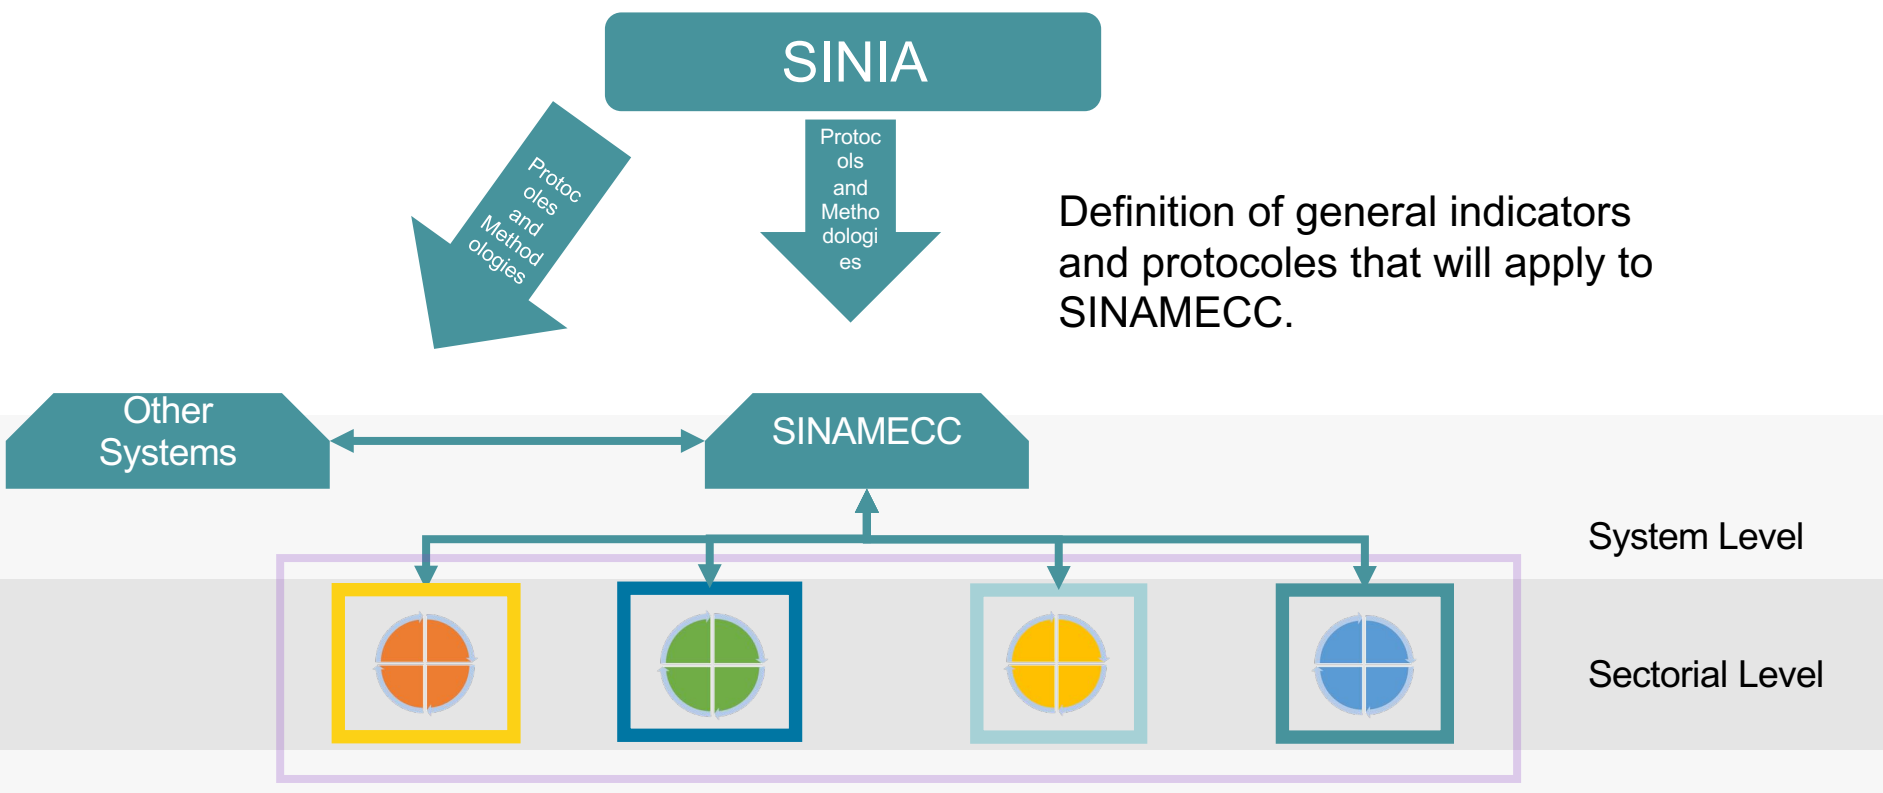 SINIA
Protoc
oles
and
Method
ologies
Protoc
ols
and
Metho
dologi
es
Definition of general indicators
and protocoles that will apply to
SINAMECC.
Other
Systems
SINAMECC
System Level
Sectorial Level